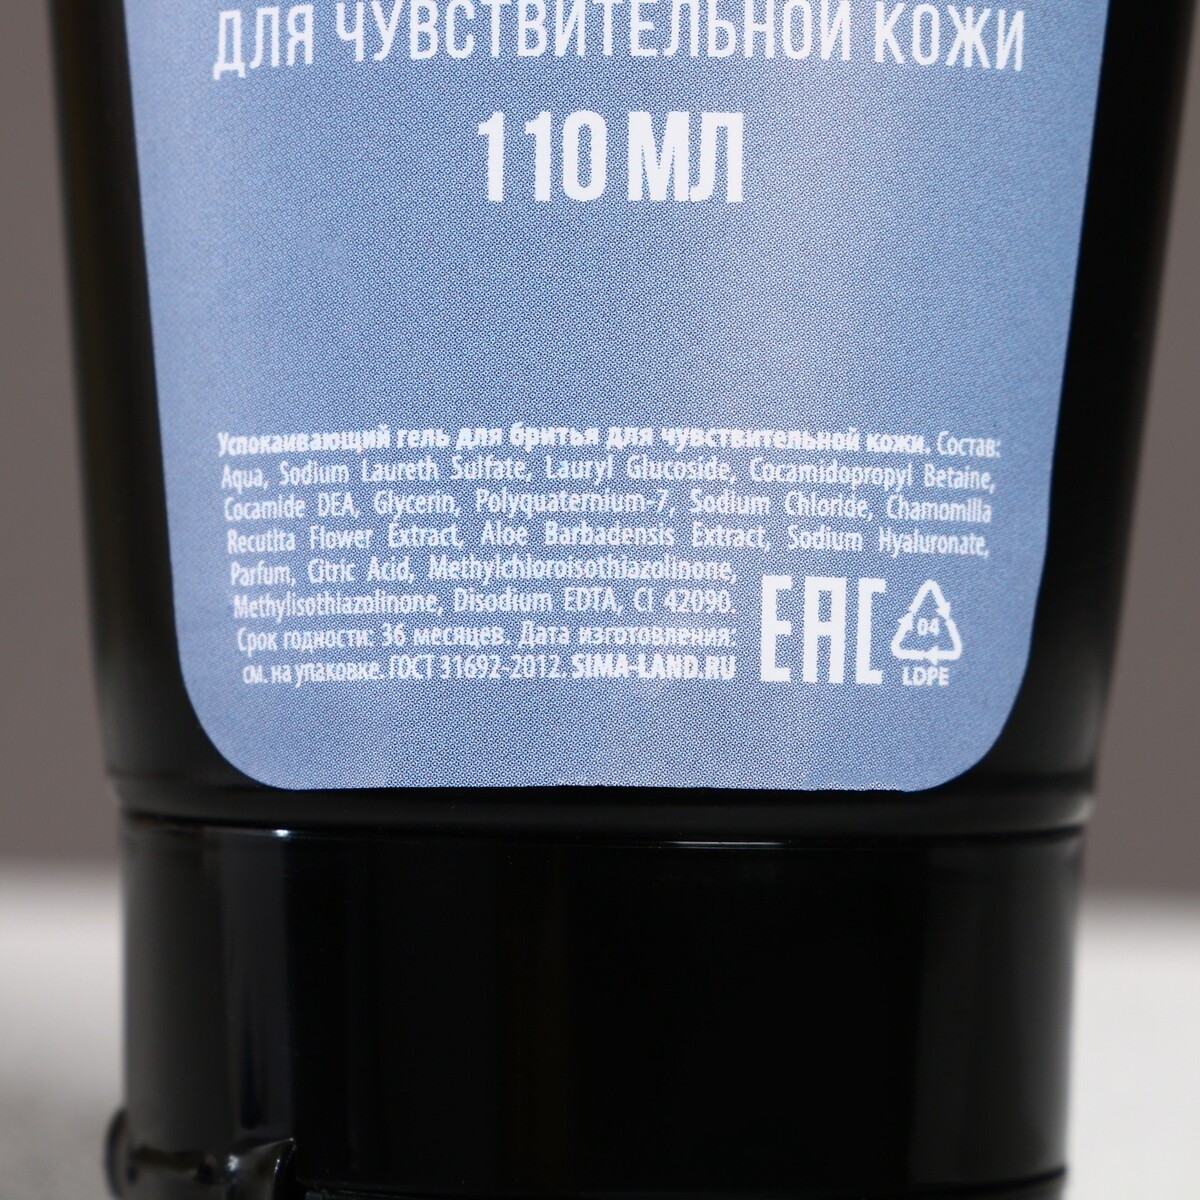 ДЛЯ ЧУВСТВИТЕЛЬНОЙ КОЖИ
110 МЛ
Успокаивающий гель для бритья для чувствительной кожи. Состав:
Aqua, Sodium Laureth Sulfate, Lauryl Glucoside, Cocamidopropyl Betaine,
Cocamide DEA, Glycerin, Polyquaternium-7, Sodium Chloride, Chamomilla
Recutita Flower Extract, Aloe Barbadensis Extract, Sodium Hyaluronate,
Parfum, Citric Acid, Methylchloroisothiazolinone,
Methylisothiazolinone, Disodium EDTA, CI 42090.
Срок годности: 36 месяцев. Дата изготовления:
см. на упаковке. ГОСТ 31692-2012. SIMA-LAND.RU
EAC
04
LDPE